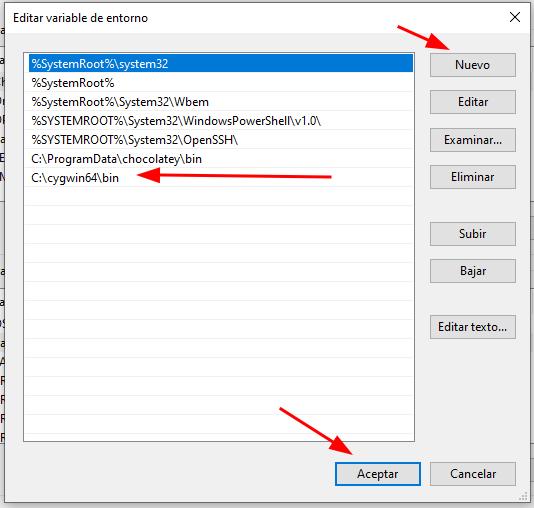 Editar variable de entorno
%SystemRoot%\system32
%SystemRoot%
%SystemRoot%\System32\Wbem
%SYSTEMROOT%\System32\WindowsPowerShell\v1.0\
%SYSTEMROOT%\System32\OpenSSH\
C:\ProgramData\chocolatey\bin
C:\cygwin64\bin
Nuevo
Editar
Examinar...
Eliminar
Subir
Bajar
Editar texto...
Aceptar
Cancelar